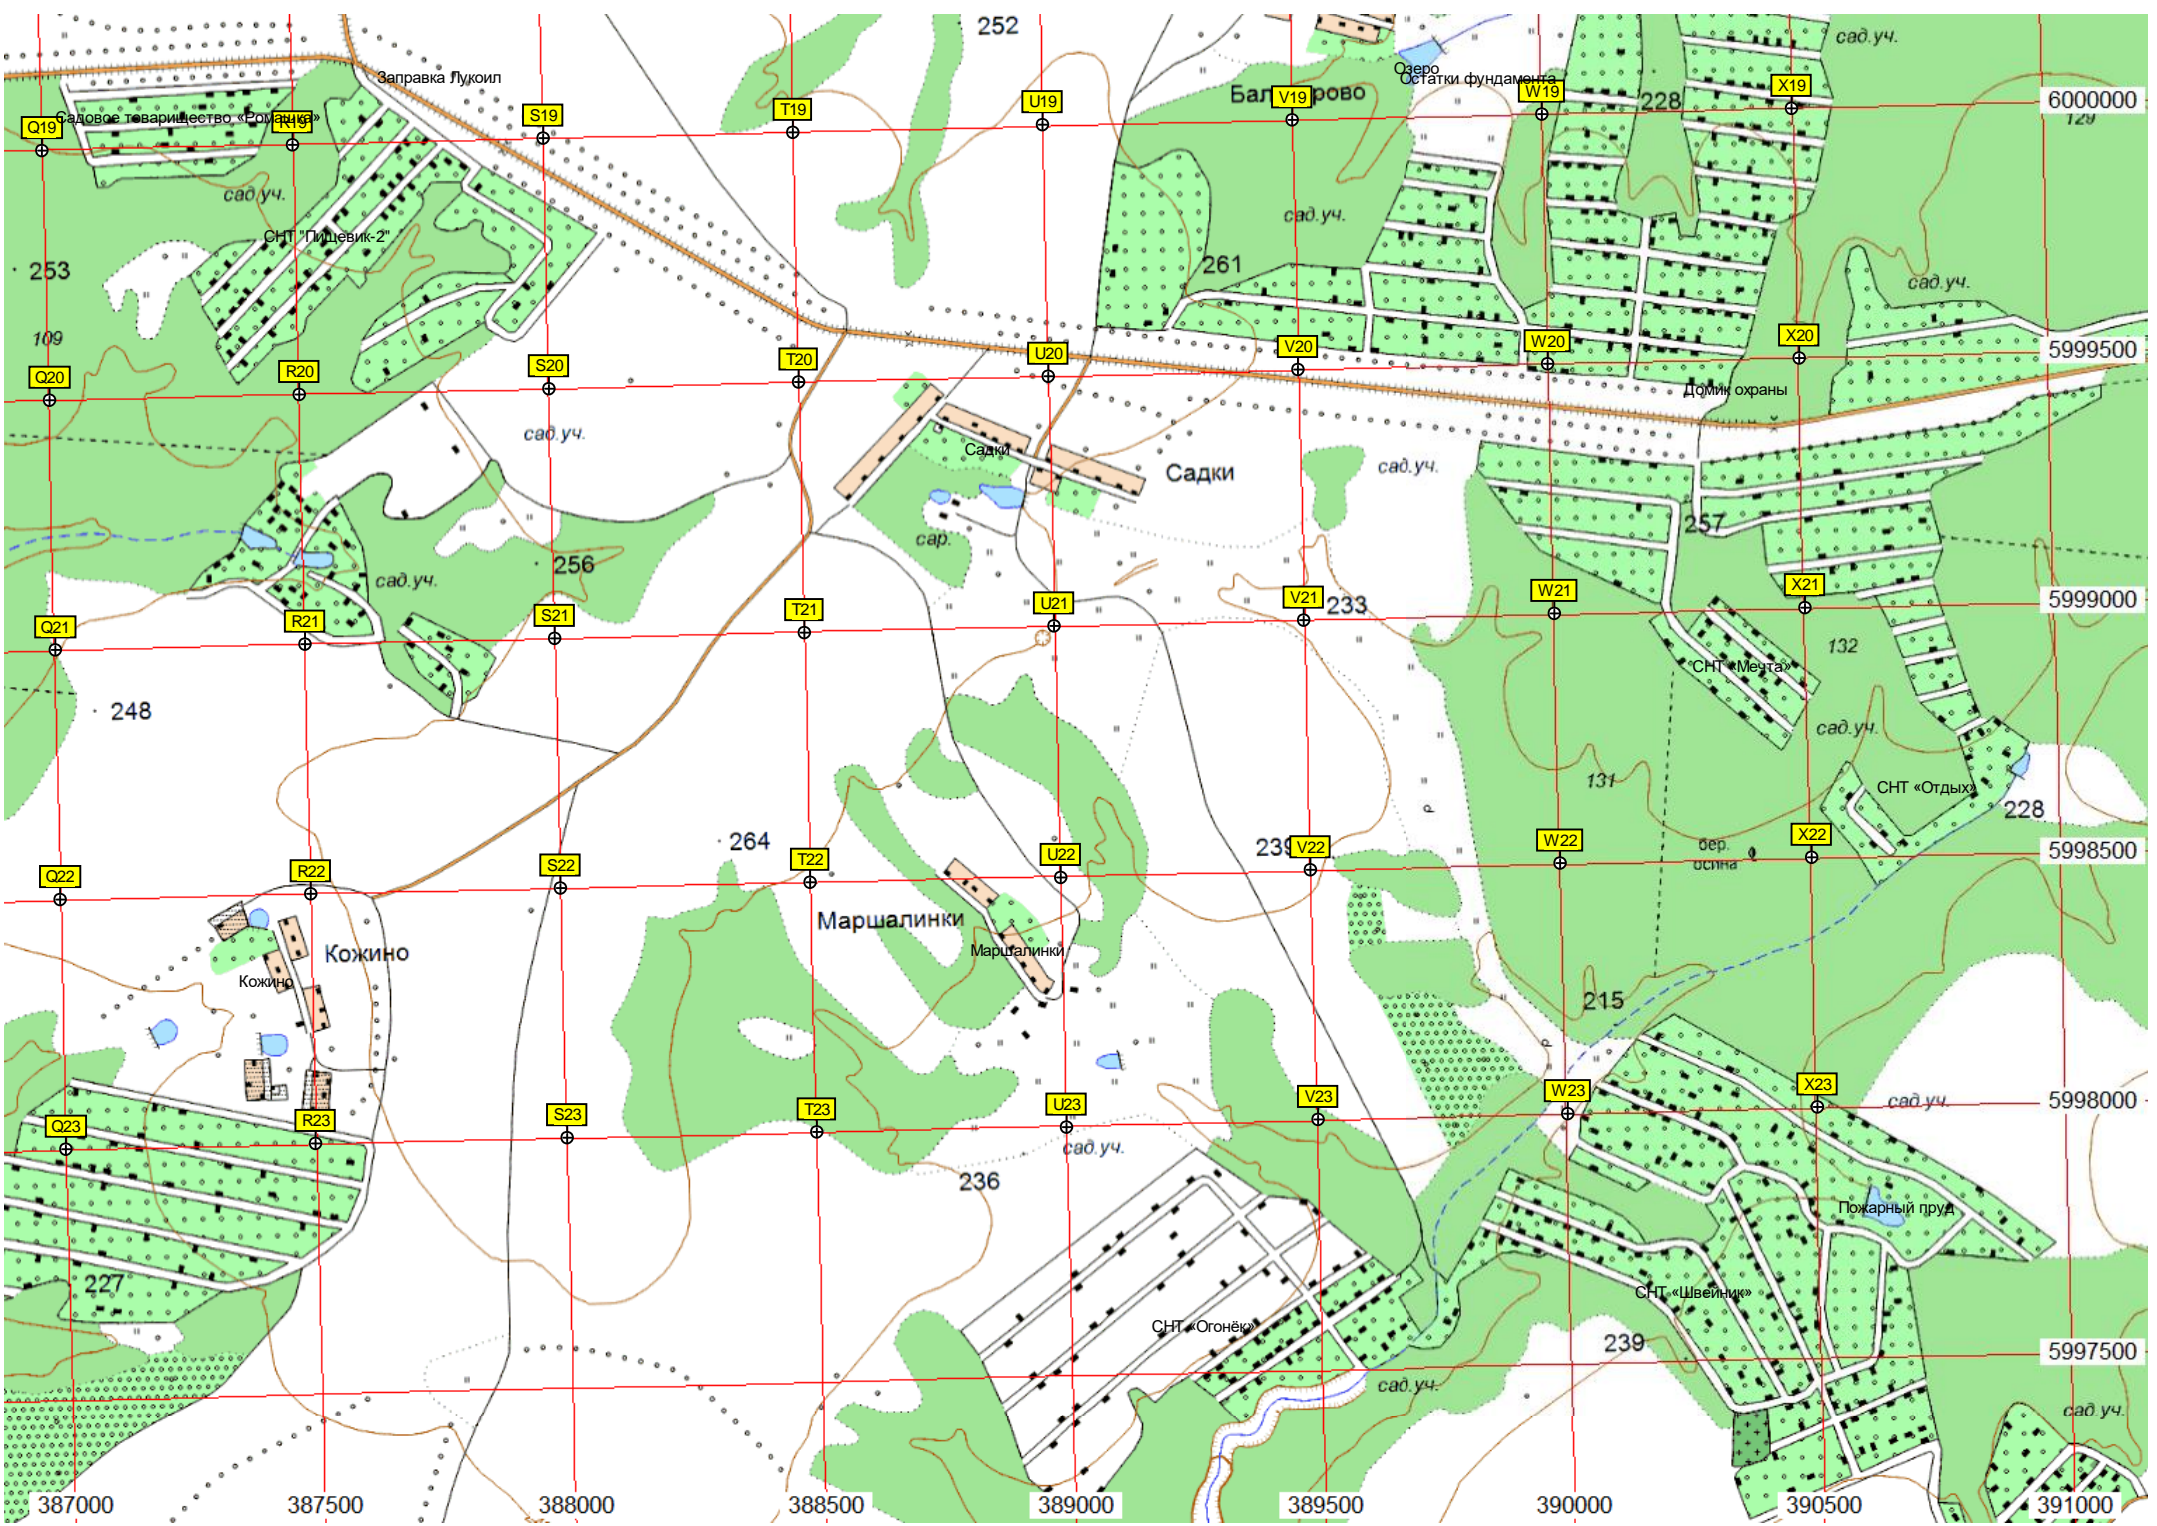 252
сад.уч.
Озеро
Остатки фундамента
Заправка Лукоил
W19
X19
U19
V19
T19
S19
R19
Q19
228
6000000
129
Садовое товарищество «Ромашка»
сад.уч.
сад.уч.
СНТ "Пищевик-2"
253
261
сад.уч.
109
Q20
R20
S20
T20
U20
V20
W20
X20
5999500
Домик охраны
сад.уч.
Садки
Садки
сад.уч.
257
сар.
256
сад.уч.
Q21
R21
S21
T21
U21
V21
233
W21
X21
5999000
132
СНТ «Мечта»
248
сад.уч.
131
СНТ «Отдых»
228
264
Q22
R22
S22
T22
U22
V22
W22
X22
5998500
бер.
осина
Маршалинки
Маршалинки
Кожино
Кожино
215
Q23
R23
S23
T23
U23
V23
W23
X23
сад.уч.
5998000
сад.уч.
236
Пожарный пруд
227
СНТ «Швейник»
СНТ «Огонёк»
239
5997500
сад.уч.
сад.уч.
387000 387500 388000 388500 389000 389500 390000 390500 391000